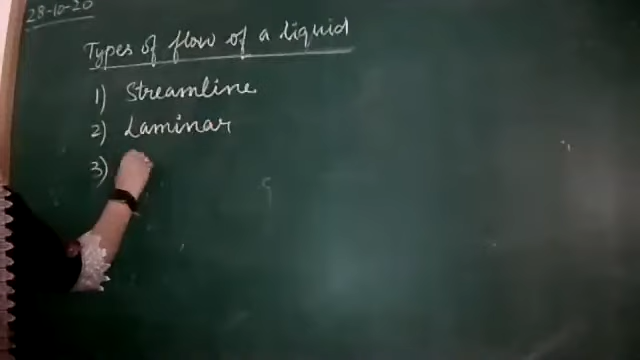 28-10-20
Types of flow of a liquid
1) Streamline
2) Laminar
3)